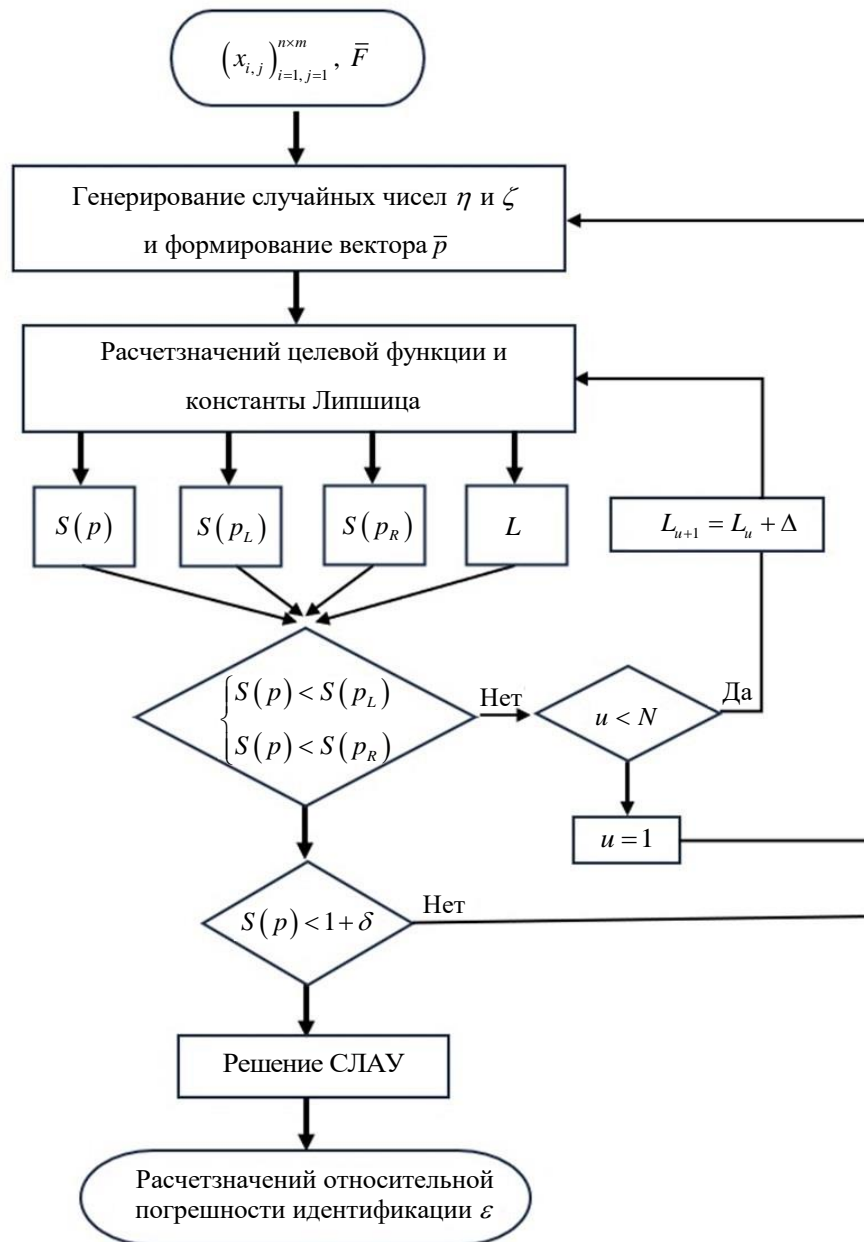 (x_{i,j})^{n×m}_{i=1,j=1}, F̅
Генерирование случайных чисел η и ζ
и формирование вектора p̅
Расчетзначений целевой функции и
константы Липшица
S(p)
S(p_L)
S(p_R)
L
L_{u+1} = L_u + Δ
{S(p) < S(p_L)
S(p) < S(p_R)
Нет
u < N
Да
u = 1
S(p) < 1 + δ
Нет
Решение СЛАУ
Расчетзначений относительной
погрешности идентификации ε